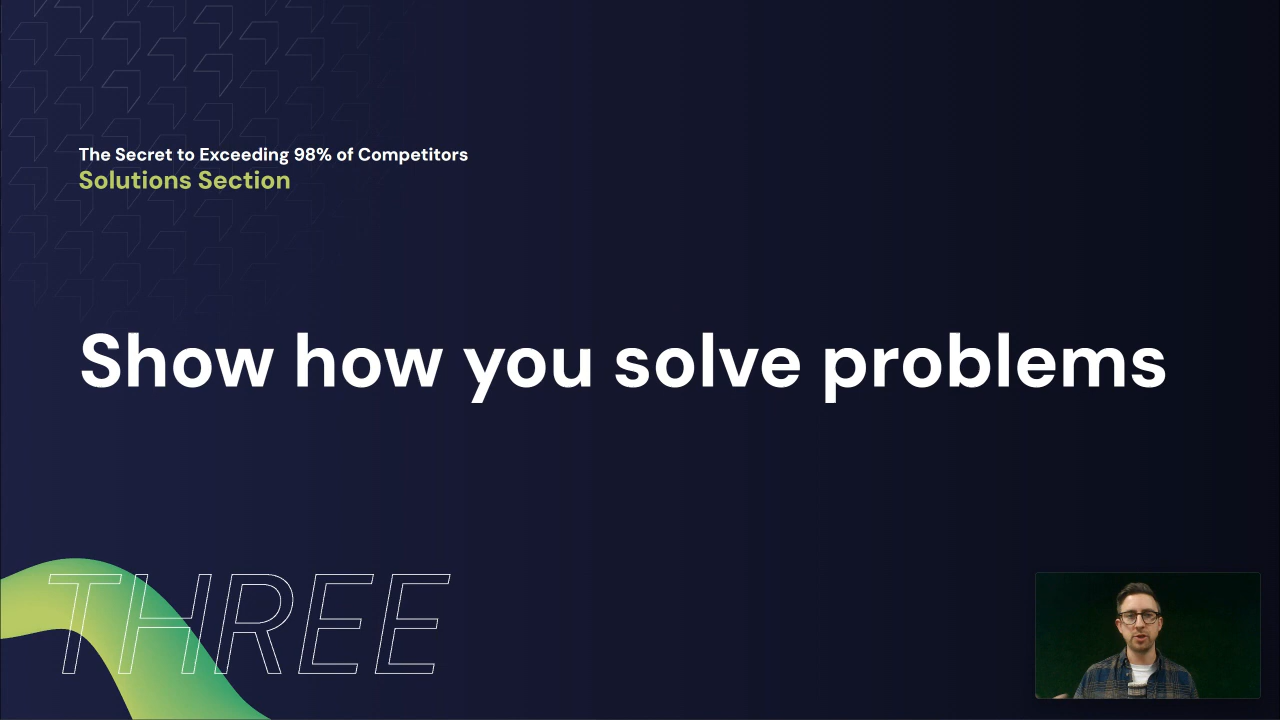 The Secret to Exceeding 98% of Competitors
Solutions Section
Show how you solve problems
THREE